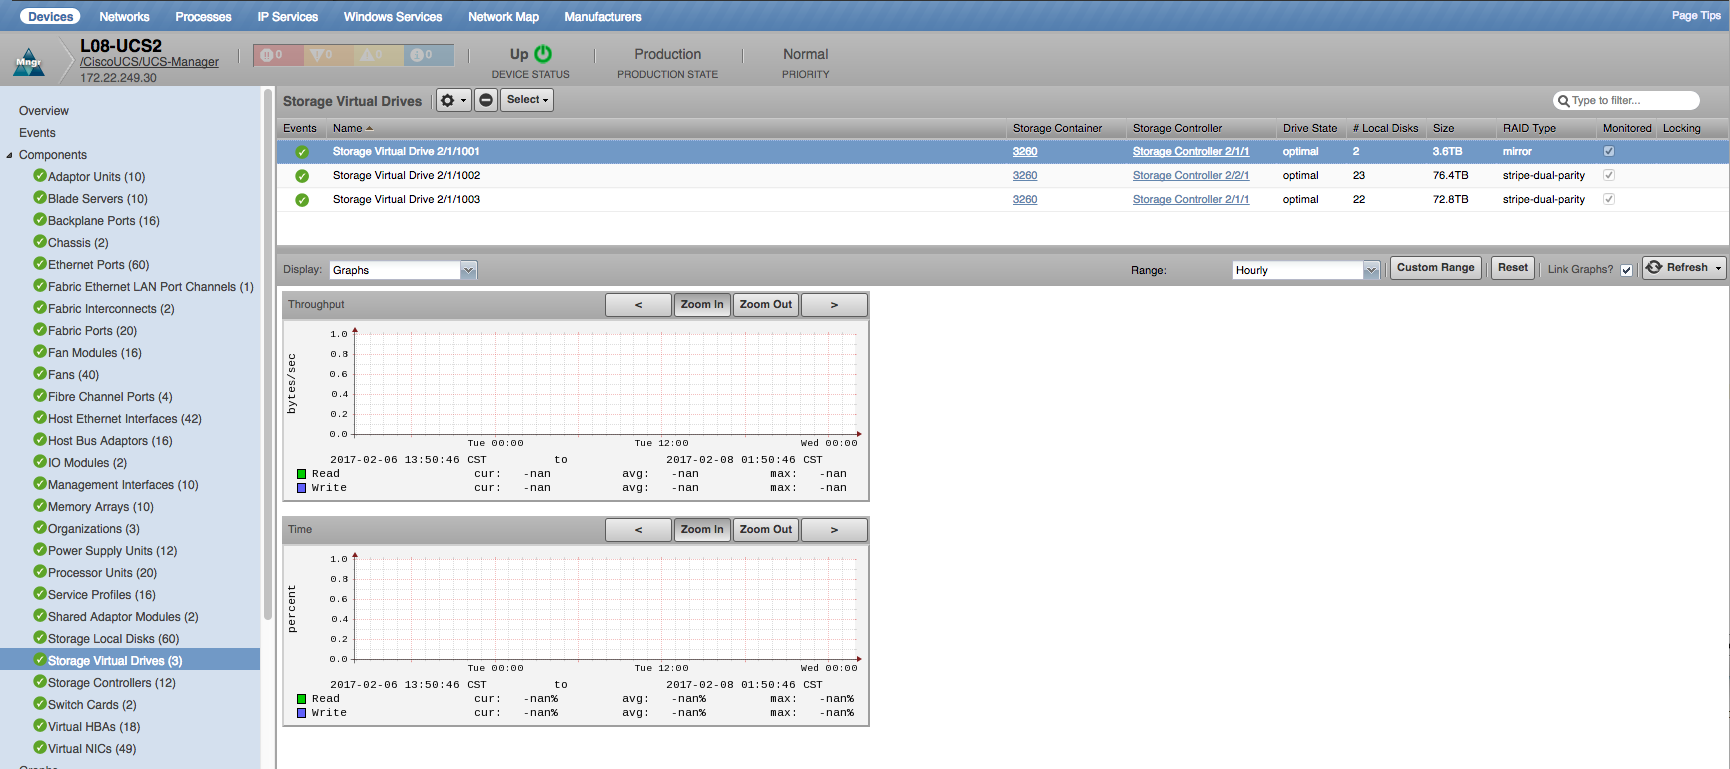 Devices Networks Processes IP Services Windows Services Network Map Manufacturers Page Tips
Mngr
L08-UCS2
/CiscoUCS/UCS-Manager
172.22.249.30
0 0 0 0
Up
DEVICE STATUS
Production
PRODUCTION STATE
Normal
PRIORITY
Overview
Events
Components
Adaptor Units (10)
Blade Servers (10)
Backplane Ports (16)
Chassis (2)
Ethernet Ports (60)
Fabric Ethernet LAN Port Channels (1)
Fabric Interconnects (2)
Fabric Ports (20)
Fan Modules (16)
Fans (40)
Fibre Channel Ports (4)
Host Ethernet Interfaces (42)
Host Bus Adaptors (16)
IO Modules (2)
Management Interfaces (10)
Memory Arrays (10)
Organizations (3)
Power Supply Units (12)
Processor Units (20)
Service Profiles (16)
Shared Adaptor Modules (2)
Storage Local Disks (60)
Storage Virtual Drives (3)
Storage Controllers (12)
Switch Cards (2)
Virtual HBAs (18)
Virtual NICs (49)
Storage Virtual Drives Select Type to filter...
Events Name Storage Container Storage Controller Drive State # Local Disks Size RAID Type Monitored Locking
Storage Virtual Drive 2/1/1001 3260 Storage Controller 2/1/1 optimal 2 3.6TB mirror
Storage Virtual Drive 2/1/1002 3260 Storage Controller 2/2/1 optimal 23 76.4TB stripe-dual-parity
Storage Virtual Drive 2/1/1003 3260 Storage Controller 2/1/1 optimal 22 72.8TB stripe-dual-parity
Display: Graphs Range: Hourly Custom Range Reset Link Graphs? Refresh
Throughput < Zoom In Zoom Out >
bytes/sec
1.0
0.8
0.6
0.4
0.2
0.0
Tue 00:00 Tue 12:00 Wed 00:00
2017-02-06 13:50:46 CST to 2017-02-08 01:50:46 CST
Read cur: -nan avg: -nan max: -nan
Write cur: -nan avg: -nan max: -nan
Time < Zoom In Zoom Out >
percent
1.0
0.8
0.6
0.4
0.2
0.0
Tue 00:00 Tue 12:00 Wed 00:00
2017-02-06 13:50:46 CST to 2017-02-08 01:50:46 CST
Read cur: -nan% avg: -nan% max: -nan%
Write cur: -nan% avg: -nan% max: -nan%